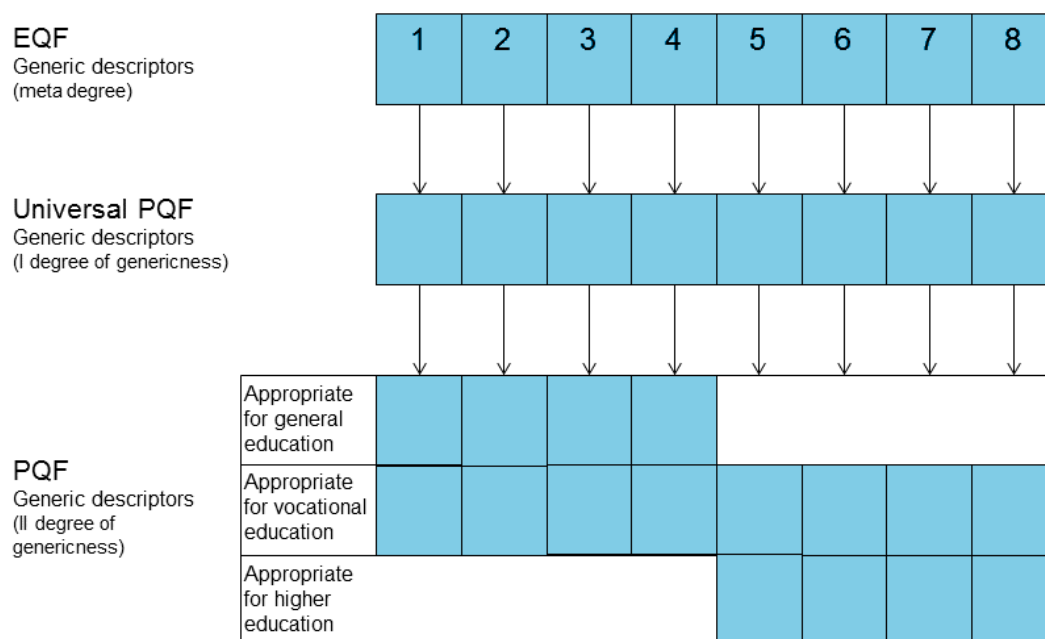 EQF
Generic descriptors
(meta degree)
1 2 3 4 5 6 7 8
Universal PQF
Generic descriptors
(I degree of genericness)
PQF
Generic descriptors
(II degree of
genericness)
Appropriate
for general
education
Appropriate
for vocational
education
Appropriate
for higher
education